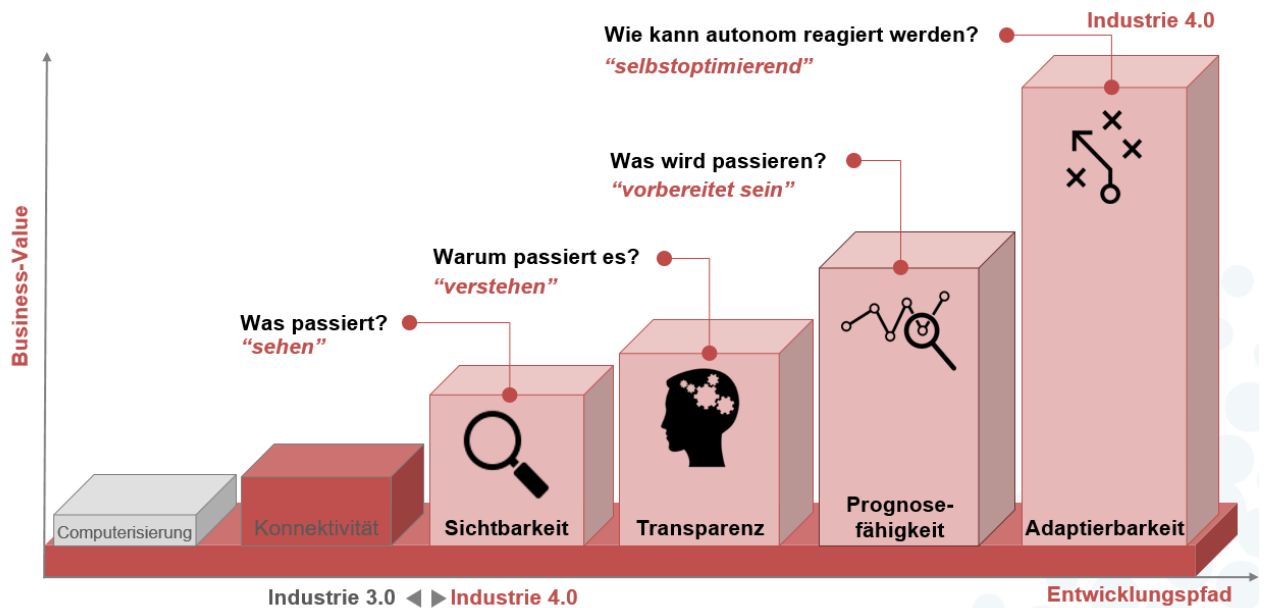 Industrie 4.0
Wie kann autonom reagiert werden?
“selbstoptimierend”
Was wird passieren?
“vorbereitet sein”
Warum passiert es?
“verstehen”
Was passiert?
“sehen”
Business-Value
Computerisierung
Konnektivität
Sichtbarkeit
Transparenz
Prognose-
fähigkeit
Adaptierbarkeit
Industrie 3.0
Industrie 4.0
Entwicklungspfad